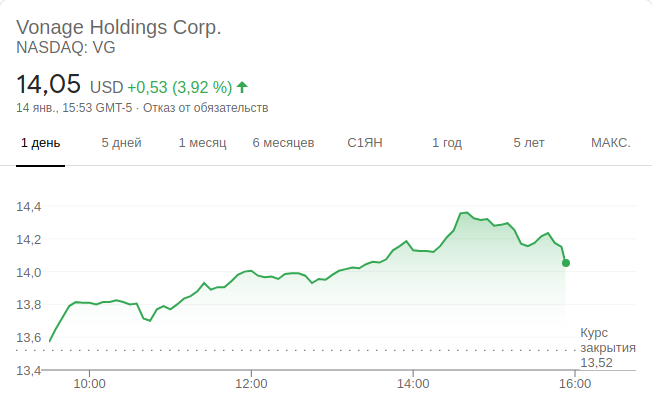 Vonage Holdings Corp.
NASDAQ: VG
14,05 USD +0,53 (3,92 %)
14 янв., 15:53 GMT-5 · Отказ от обязательств
1 день 5 дней 1 месяц 6 месяцев С1ЯН 1 год 5 лет МАКС.
14,4
14,2
14,0
13,8
13,6
13,4
Курс
закрытия
13,52
10:00 12:00 14:00 16:00